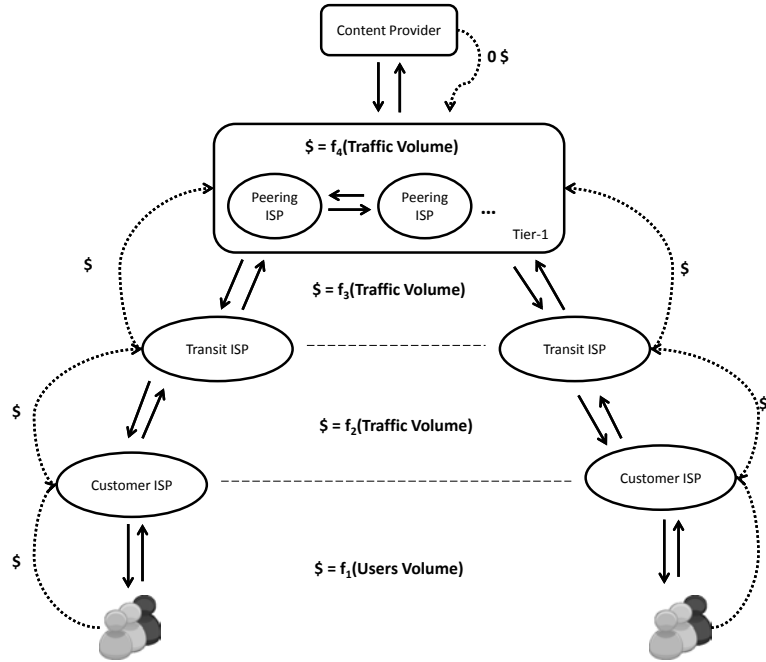 Content Provider
0 $
$ = f4(Traffic Volume)
Peering
ISP
Peering
ISP
...
Tier-1
$
$
$ = f3(Traffic Volume)
Transit ISP
Transit ISP
$
$
$ = f2(Traffic Volume)
Customer ISP
Customer ISP
$
$ = f1(Users Volume)
$